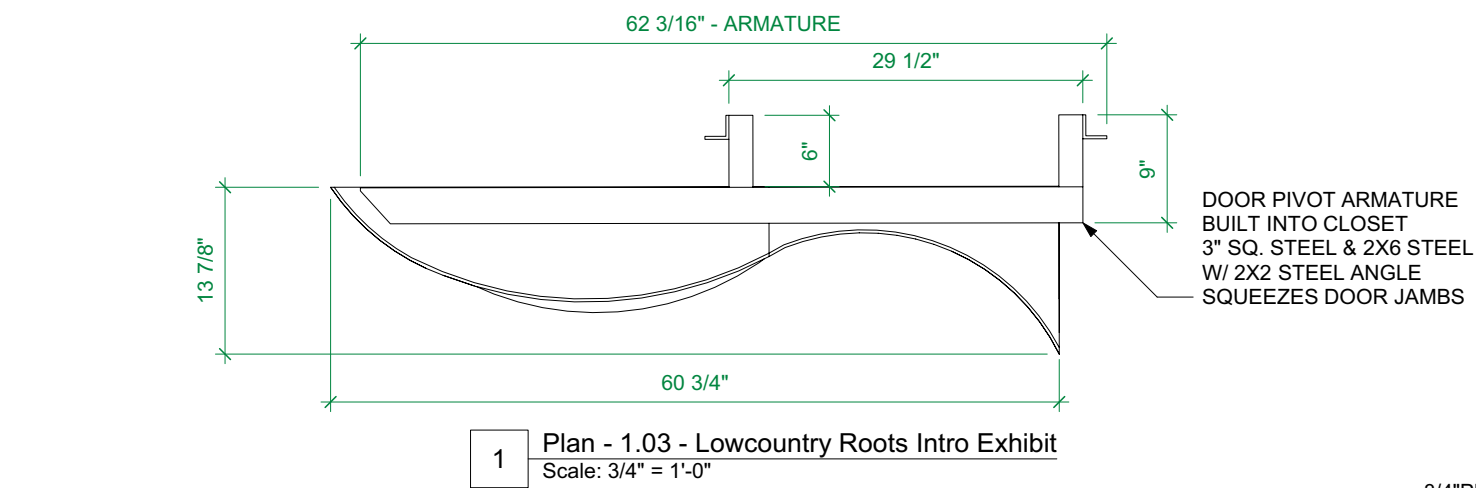 62 3/16" - ARMATURE
29 1/2"
6"
9"
13 7/8"
DOOR PIVOT ARMATURE
BUILT INTO CLOSET
3" SQ. STEEL & 2X6 STEEL
W/ 2X2 STEEL ANGLE
SQUEEZES DOOR JAMBS
60 3/4"
1
Plan - 1.03 - Lowcountry Roots Intro Exhibit
Scale: 3/4" = 1'-0"